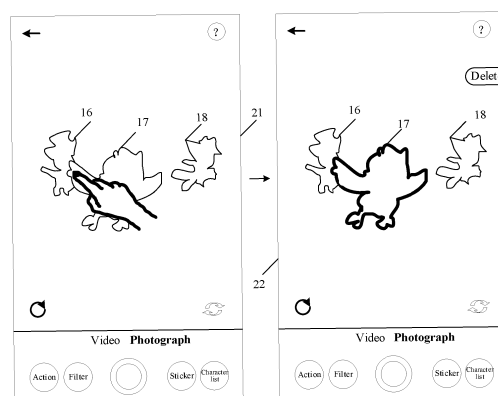 ?
?
Delet
16
17
18
21
16
17
18
22
Video Photograph
Video Photograph
Action Filter Sticker Character list
Action Filter Sticker Character list